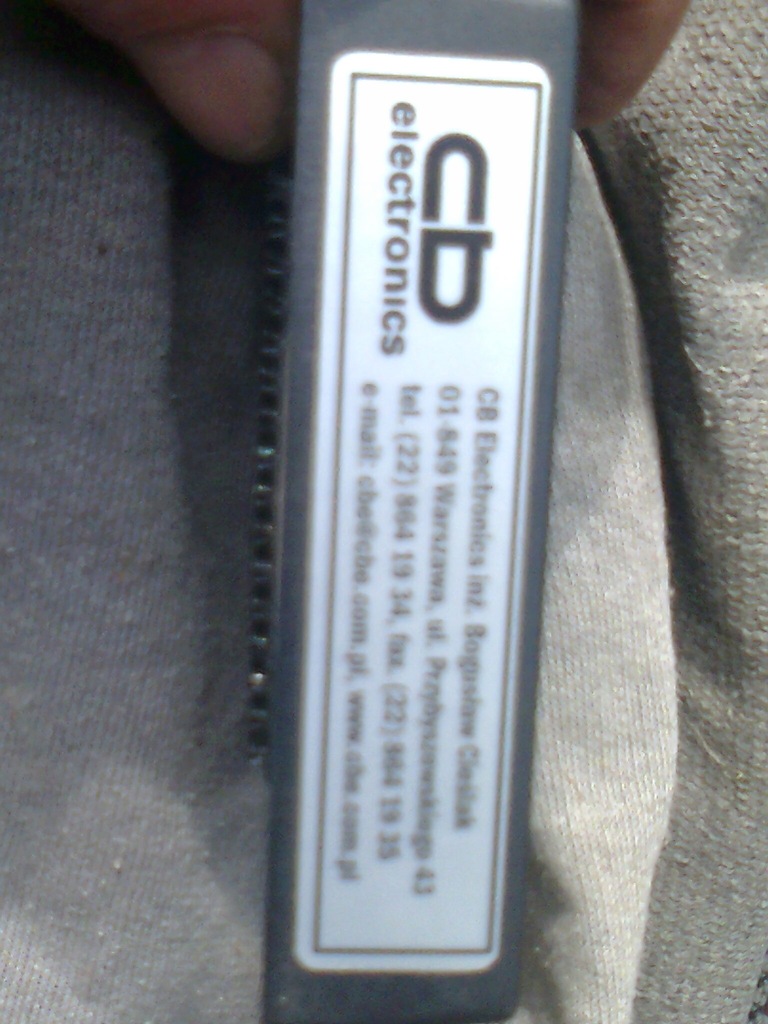 cb
electronics
CB Electronics inż. Bogusław Cieślak
01-849 Warszawa, ul. Przybyszewskiego 43
tel. (22) 864 19 34, fax. (22) 864 19 35
e-mail: cbe@cbe.com.pl, www.cbe.com.pl